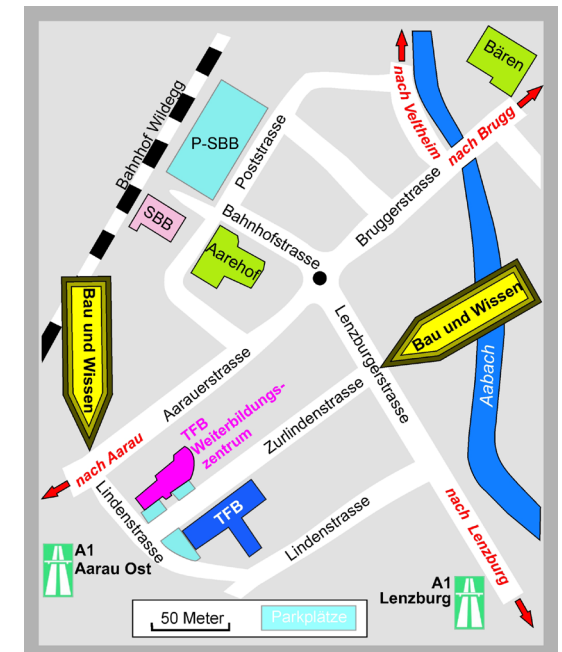 Bären
nach Veltheim
nach Brugg
Bahnhof Wildegg
P-SBB
Poststrasse
SBB
Bahnhofstrasse
Bruggerstrasse
Aarehof
Bau und Wissen
Bau und Wissen
Lenzburgerstrasse
Aabach
Aarauerstrasse
TFB
Weiterbildungs-
zentrum
Zurlindenstrasse
nach Aarau
Lindenstrasse
TFB
Lindenstrasse
nach Lenzburg
A1
Aarau Ost
A1
Lenzburg
50 Meter
Parkplätze